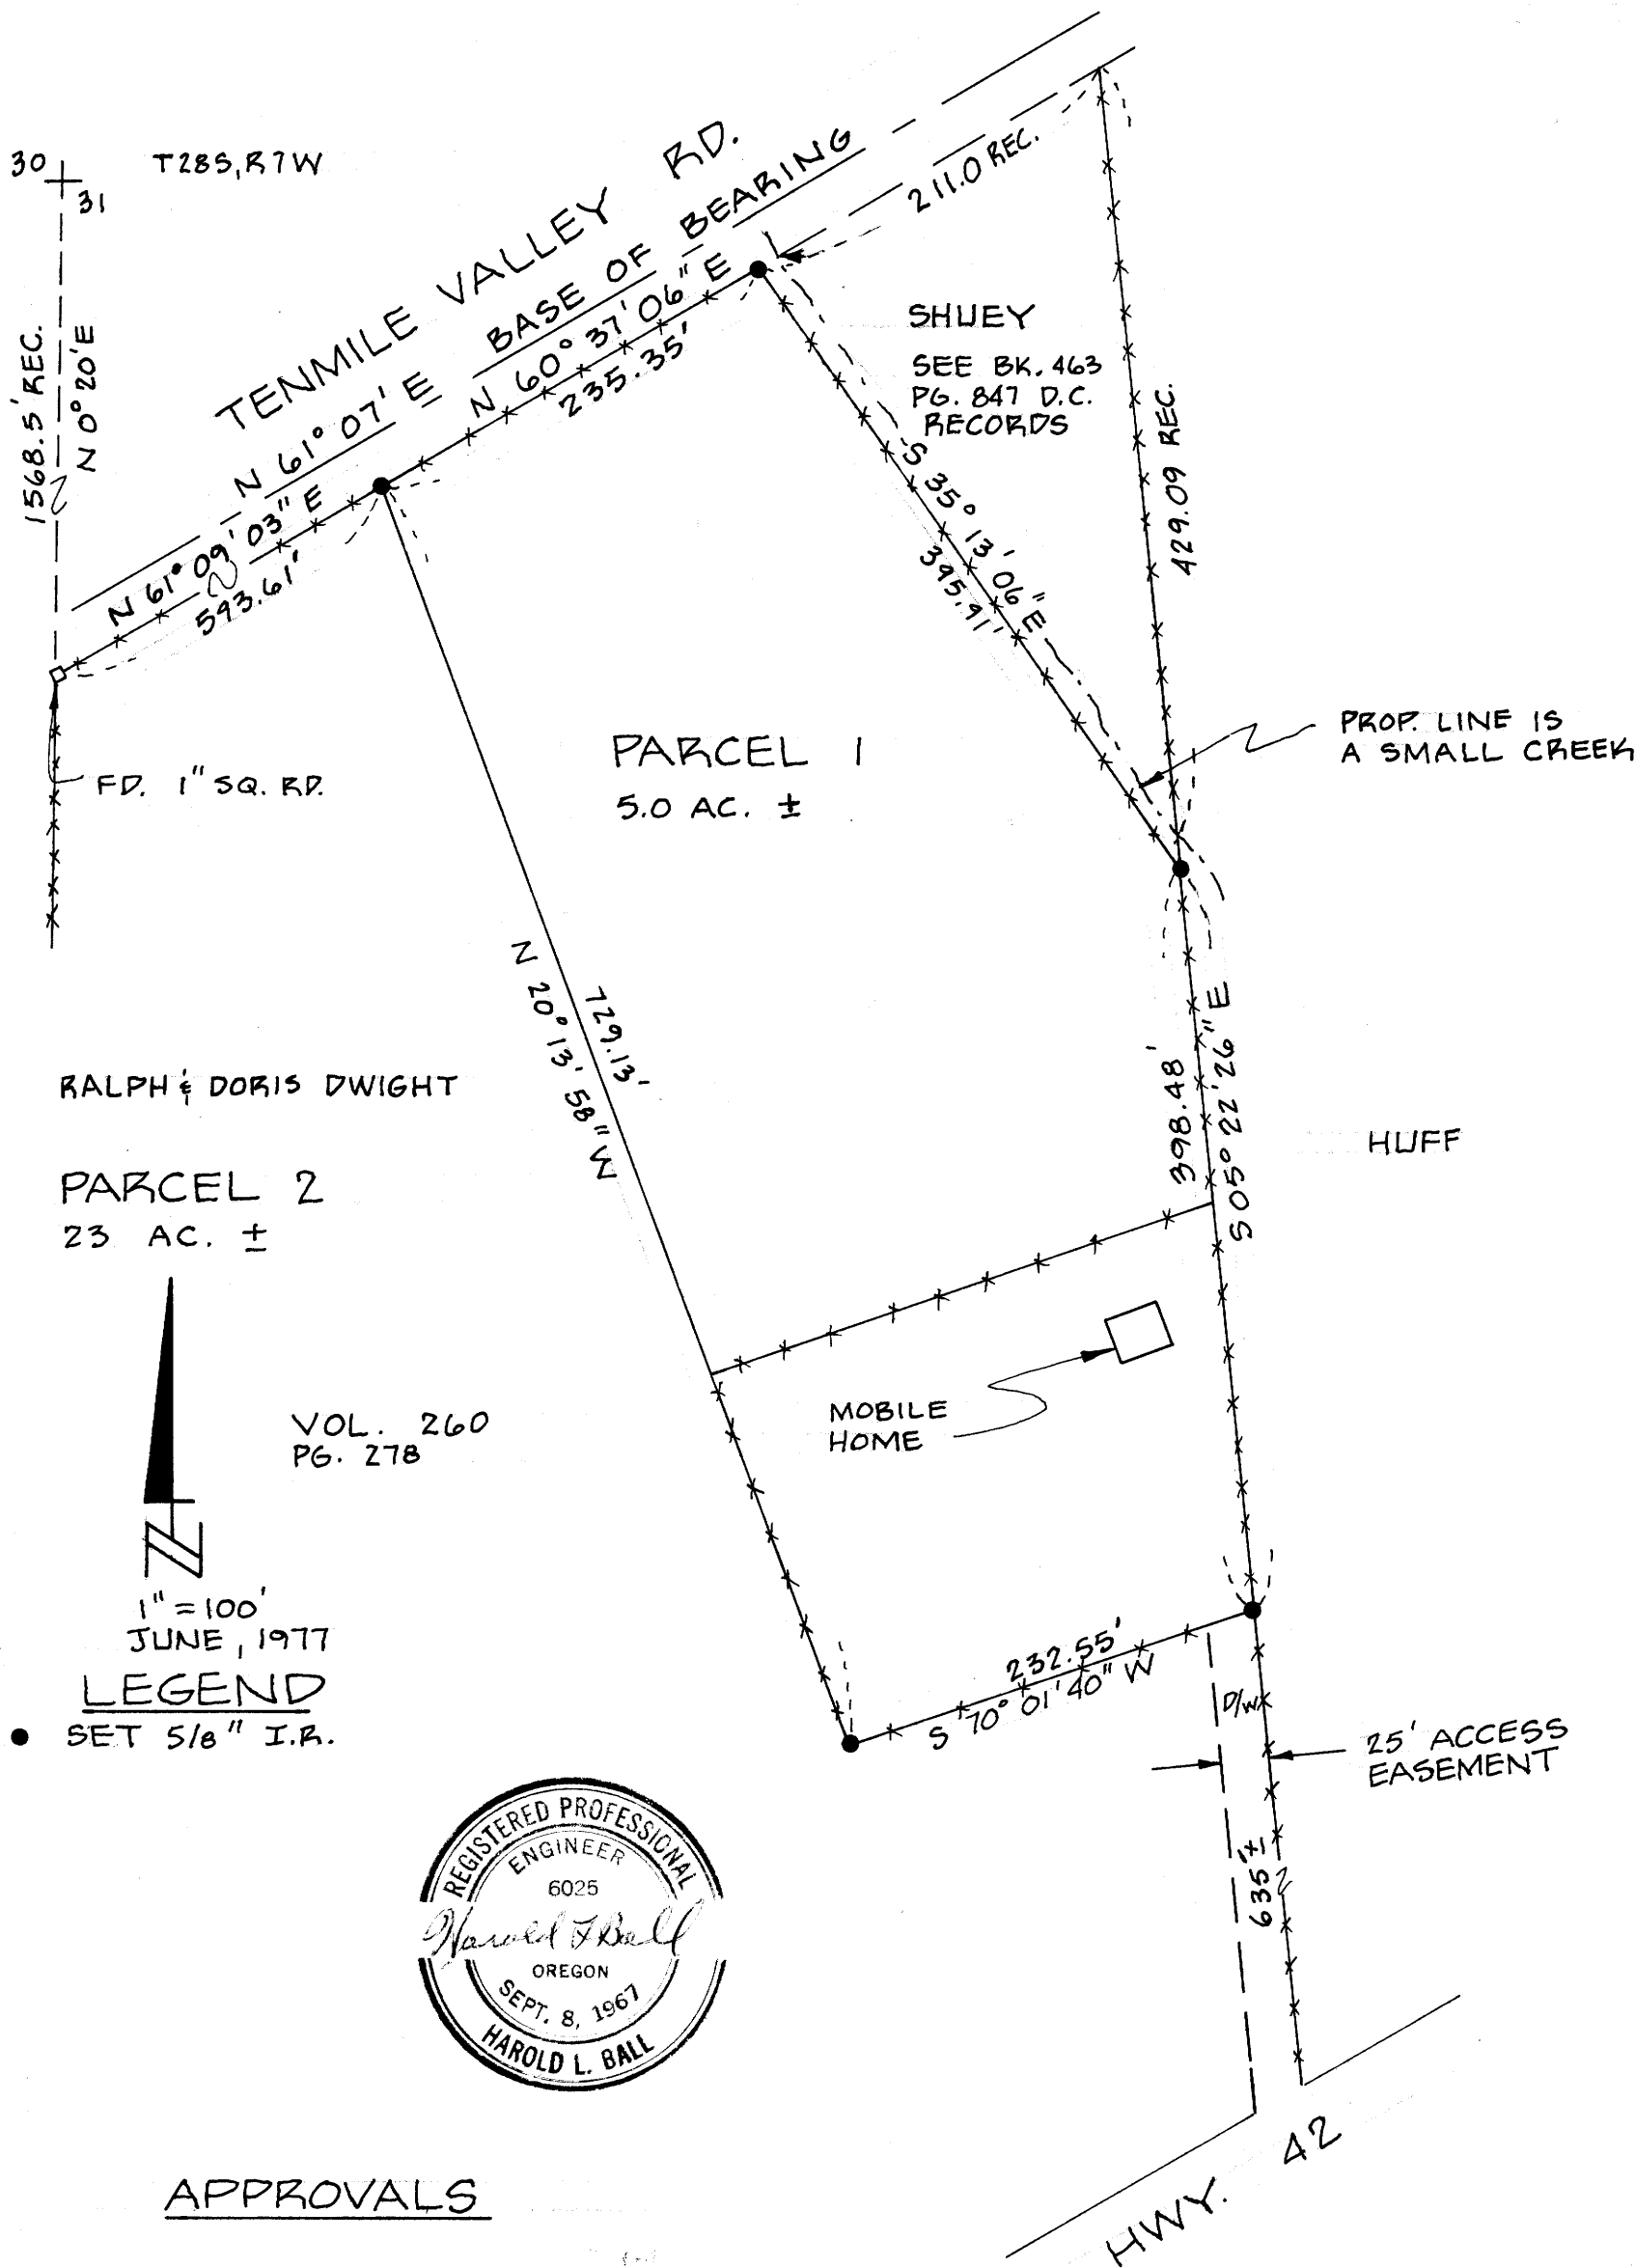 30
31
T28S, R7W
1568.5' REC.
N 0° 20' E
TENMILE VALLEY RD.
N 61° 07' E BASE OF BEARING
N 60° 37' 06" E
235.35'
N 61° 09' 03" E
593.61'
211.0 REC.
SHUEY
SEE BK. 463
PG. 847 D.C.
RECORDS
429.09 REC.
S 35° 13' 06" E
395.91'
PROP. LINE IS
A SMALL CREEK
FD. 1" SQ. RD.
PARCEL 1
5.0 AC. ±
729.13'
N 20° 13' 58" W
398.48'
S 05° 22' 26" E
HUFF
RALPH & DORIS DWIGHT
PARCEL 2
23 AC. ±
VOL. 260
PG. 278
MOBILE
HOME
N
1" = 100'
JUNE, 1977
LEGEND
● SET 5/8" I.R.
232.55'
S 70° 01' 40" W
D/W
25' ACCESS
EASEMENT
635' ±
REGISTERED PROFESSIONAL
ENGINEER
6025
Harold L Ball
OREGON
SEPT. 8, 1967
HAROLD L. BALL
HWY. 42
APPROVALS